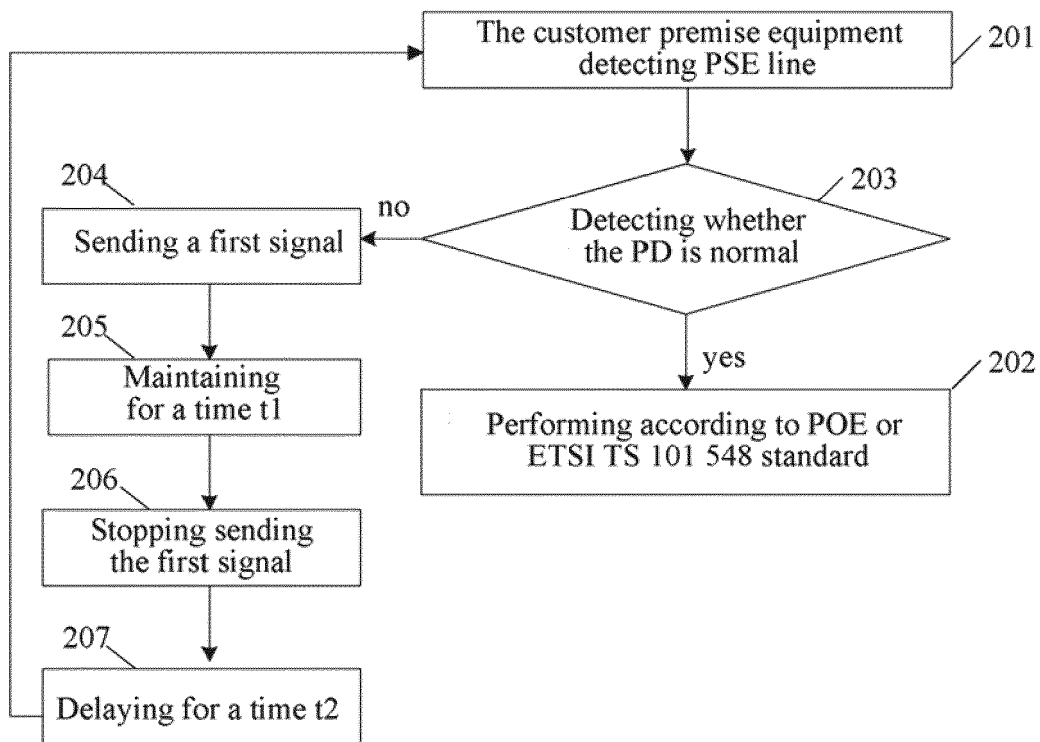 The customer premise equipment
detecting PSE line
201
203
Detecting whether
the PD is normal
no
204
Sending a first signal
205
Maintaining
for a time t1
yes
202
Performing according to POE or
ETSI TS 101 548 standard
206
Stopping sending
the first signal
207
Delaying for a time t2